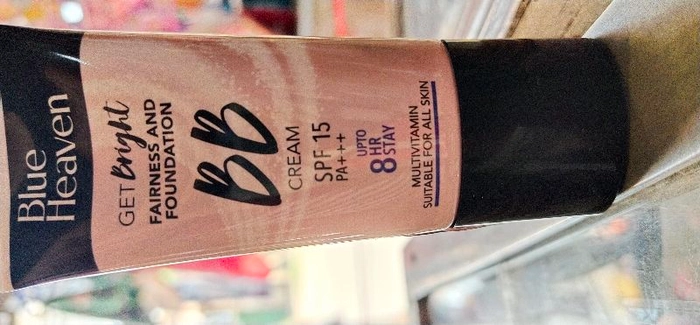 Blue
Heaven
GET Bright
FAIRNESS AND
FOUNDATION
BB
CREAM
SPF 15
PA+++
UPTO
8 HR
STAY
MULTIVITAMIN
SUITABLE FOR ALL SKIN